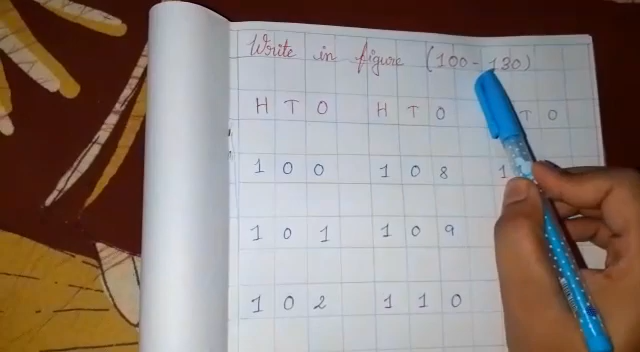 Write in figure (100-130)
H T O H T O T O
1 0 0 1 0 8 1
1 0 1 1 0 9
1 0 2 1 1 0